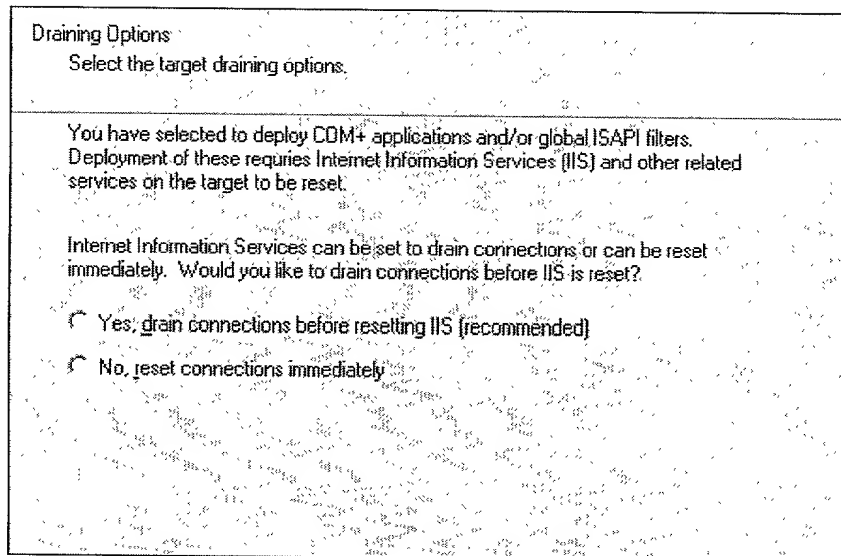 Draining Options
Select the target draining options.
You have selected to deploy COM+ applications and/or global ISAPI filters.
Deployment of these requries Internet Information Services (IIS) and other related
services on the target to be reset.
Internet Information Services can be set to drain connections or can be reset
immediately. Would you like to drain connections before IIS is reset?
Yes, drain connections before resetting IIS (recommended)
No, reset connections immediately